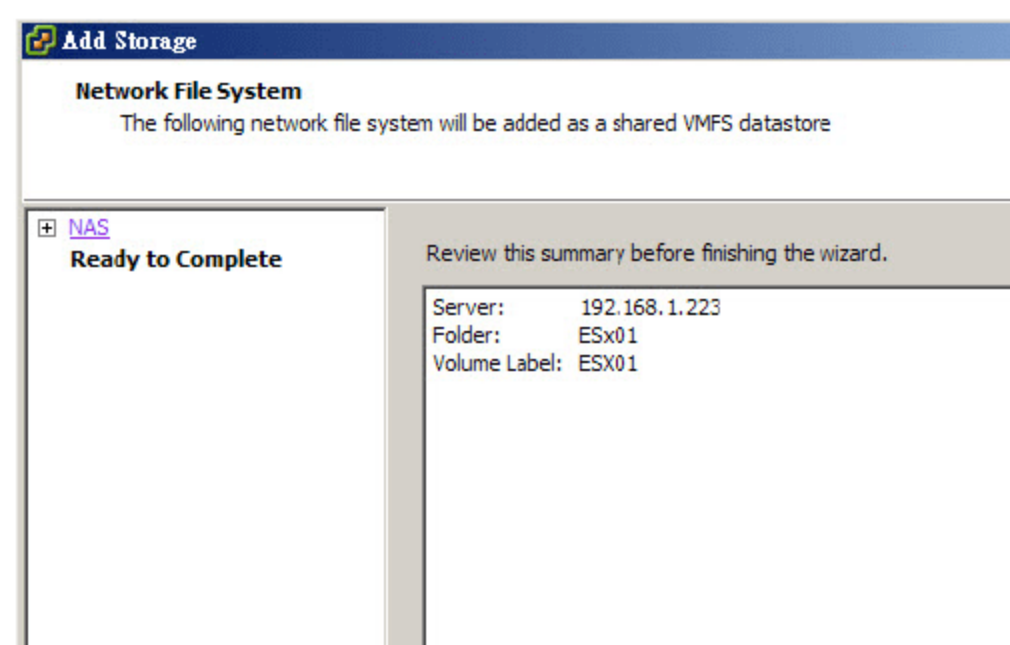 Add Storage
Network File System
The following network file system will be added as a shared VMFS datastore
NAS
Ready to Complete
Review this summary before finishing the wizard.
Server: 192.168.1.223
Folder: ESx01
Volume Label: ESX01